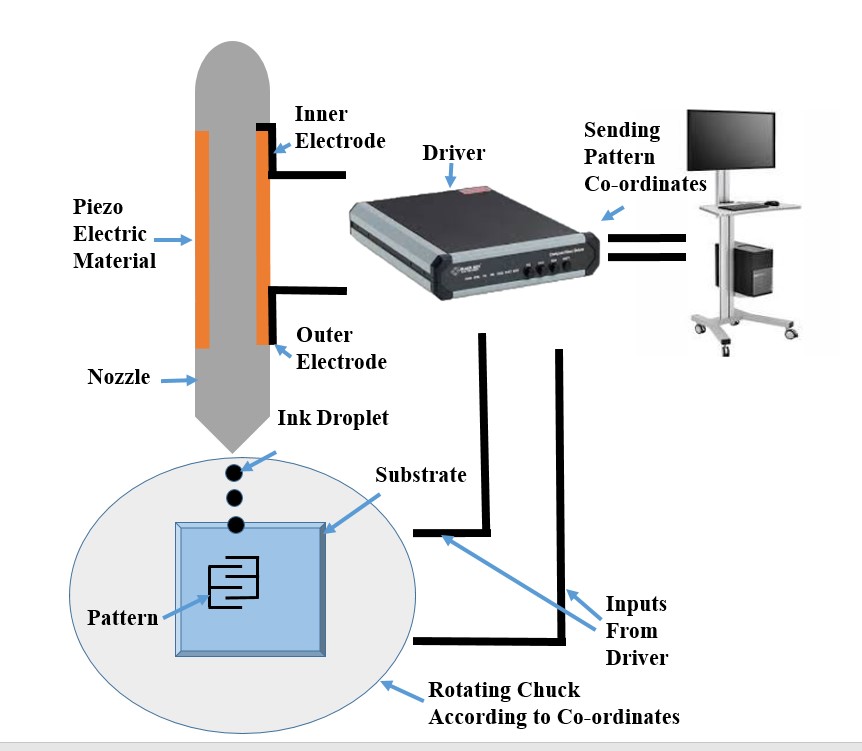 Inner
Electrode
Driver
Sending
Pattern
Co-ordinates
Piezo
Electric
Material
Outer
Electrode
Nozzle
Ink Droplet
Substrate
Pattern
Inputs
From
Driver
Rotating Chuck
According to Co-ordinates